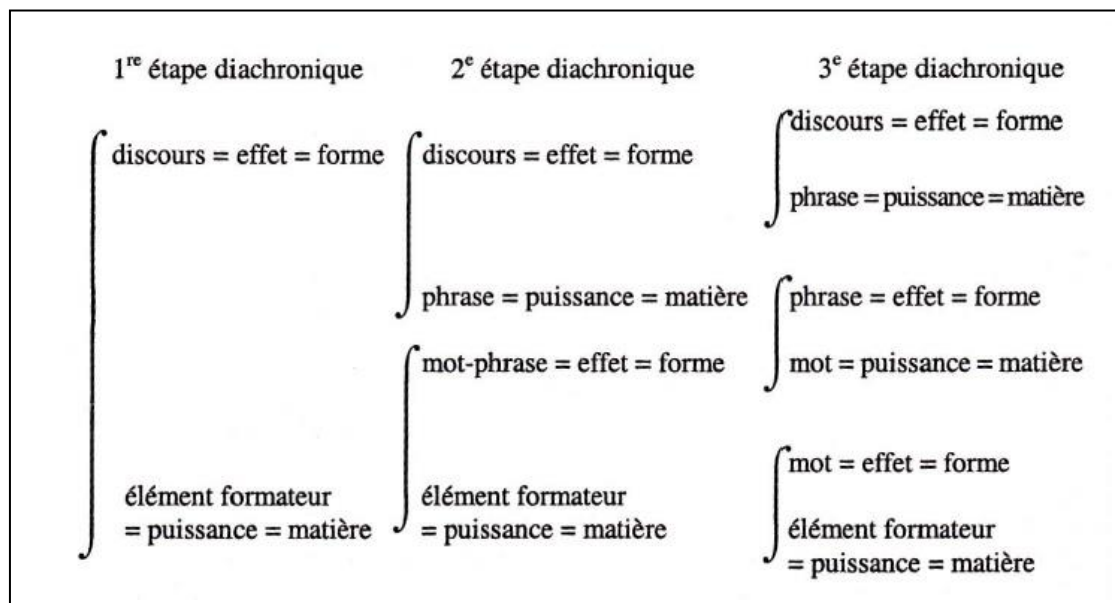 1re étape diachronique
discours = effet = forme
élément formateur
= puissance = matière
2e étape diachronique
discours = effet = forme
phrase = puissance = matière
mot-phrase = effet = forme
élément formateur
= puissance = matière
3e étape diachronique
discours = effet = forme
phrase = puissance = matière
phrase = effet = forme
mot = puissance = matière
mot = effet = forme
élément formateur
= puissance = matière